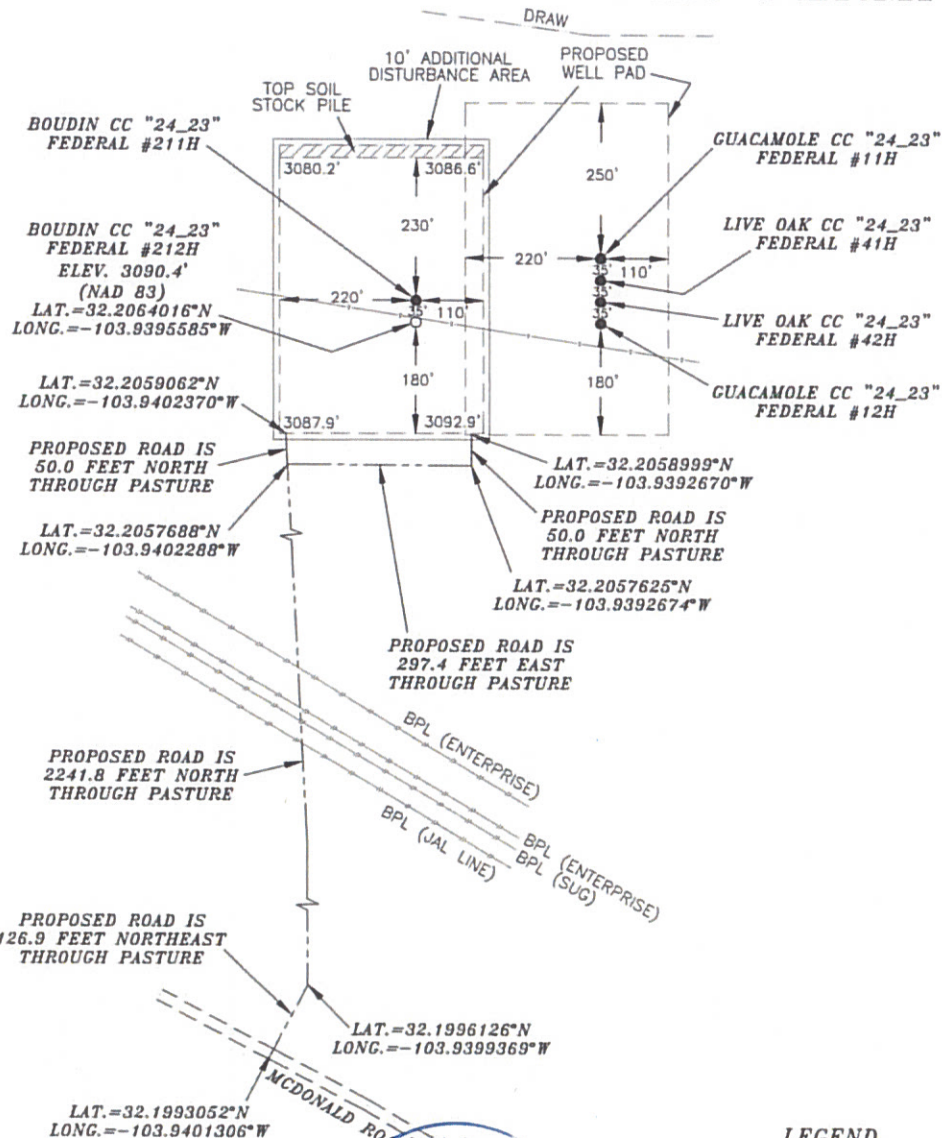 DRAW
10' ADDITIONAL
DISTURBANCE AREA
PROPOSED
WELL PAD
TOP SOIL
STOCK PILE
BOUDIN CC "24_23"
FEDERAL #211H
3080.2'
3086.6'
250'
GUACAMOLE CC "24_23"
FEDERAL #11H
230'
BOUDIN CC "24_23"
FEDERAL #212H
ELEV. 3090.4'
(NAD 83)
LAT.=32.2064016°N
LONG.=-103.9395585°W
220'
35'
110'
220'
35'
110'
35'
35'
LIVE OAK CC "24_23"
FEDERAL #41H
LIVE OAK CC "24_23"
FEDERAL #42H
180'
180'
GUACAMOLE CC "24_23"
FEDERAL #12H
LAT.=32.2059062°N
LONG.=-103.9402370°W
3087.9'
3092.9'
PROPOSED ROAD IS
50.0 FEET NORTH
THROUGH PASTURE
LAT.=32.2058999°N
LONG.=-103.9392670°W
LAT.=32.2057688°N
LONG.=-103.9402288°W
PROPOSED ROAD IS
50.0 FEET NORTH
THROUGH PASTURE
LAT.=32.2057625°N
LONG.=-103.9392674°W
PROPOSED ROAD IS
297.4 FEET EAST
THROUGH PASTURE
BPL (ENTERPRISE)
PROPOSED ROAD IS
2241.8 FEET NORTH
THROUGH PASTURE
BPL (ENTERPRISE)
BPL (SUG)
BPL (JAL LINE)
PROPOSED ROAD IS
126.9 FEET NORTHEAST
THROUGH PASTURE
LAT.=32.1996126°N
LONG.=-103.9399369°W
MCDONALD
LAT.=32.1993052°N
LONG.=-103.9401306°W
LEGEND